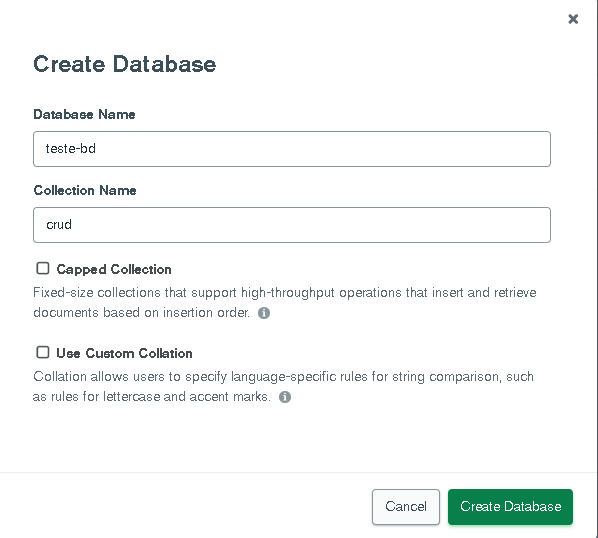 Create Database
Database Name
teste-bd
Collection Name
crud
Capped Collection
Fixed-size collections that support high-throughput operations that insert and retrieve
documents based on insertion order.
Use Custom Collation
Collation allows users to specify language-specific rules for string comparison, such
as rules for lettercase and accent marks.
Cancel
Create Database